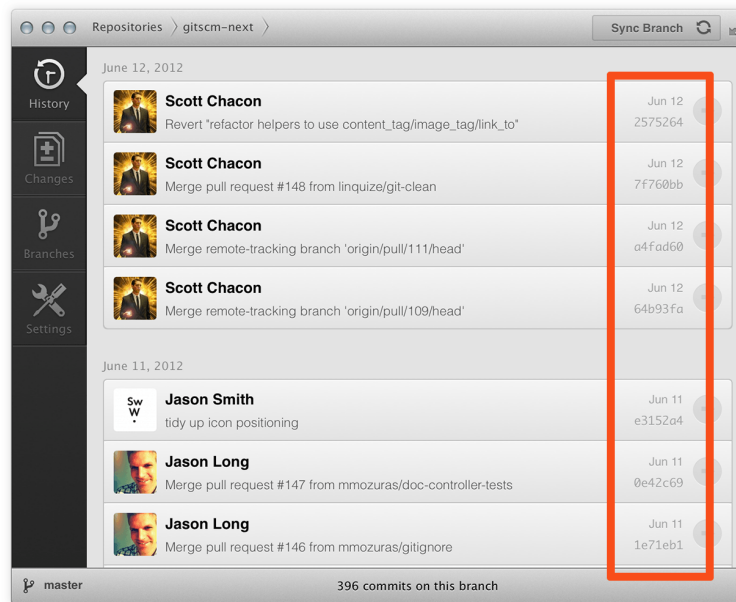 Repositories gitscm-next Sync Branch
June 12, 2012
History
Scott Chacon Jun 12
Revert "refactor helpers to use content_tag/image_tag/link_to" 2575264
Scott Chacon Jun 12
Changes
Merge pull request #148 from linquize/git-clean 7f760bb
Scott Chacon Jun 12
Merge remote-tracking branch 'origin/pull/111/head' a4fad60
Branches
Scott Chacon Jun 12
Merge remote-tracking branch 'origin/pull/109/head' 64b93fa
Settings
June 11, 2012
SW
W
Jason Smith Jun 11
tidy up icon positioning e3152a4
Jason Long Jun 11
Merge pull request #147 from mmozuras/doc-controller-tests 0e42c69
Jason Long Jun 11
Merge pull request #146 from mmozuras/gitignore 1e71eb1
master 396 commits on this branch